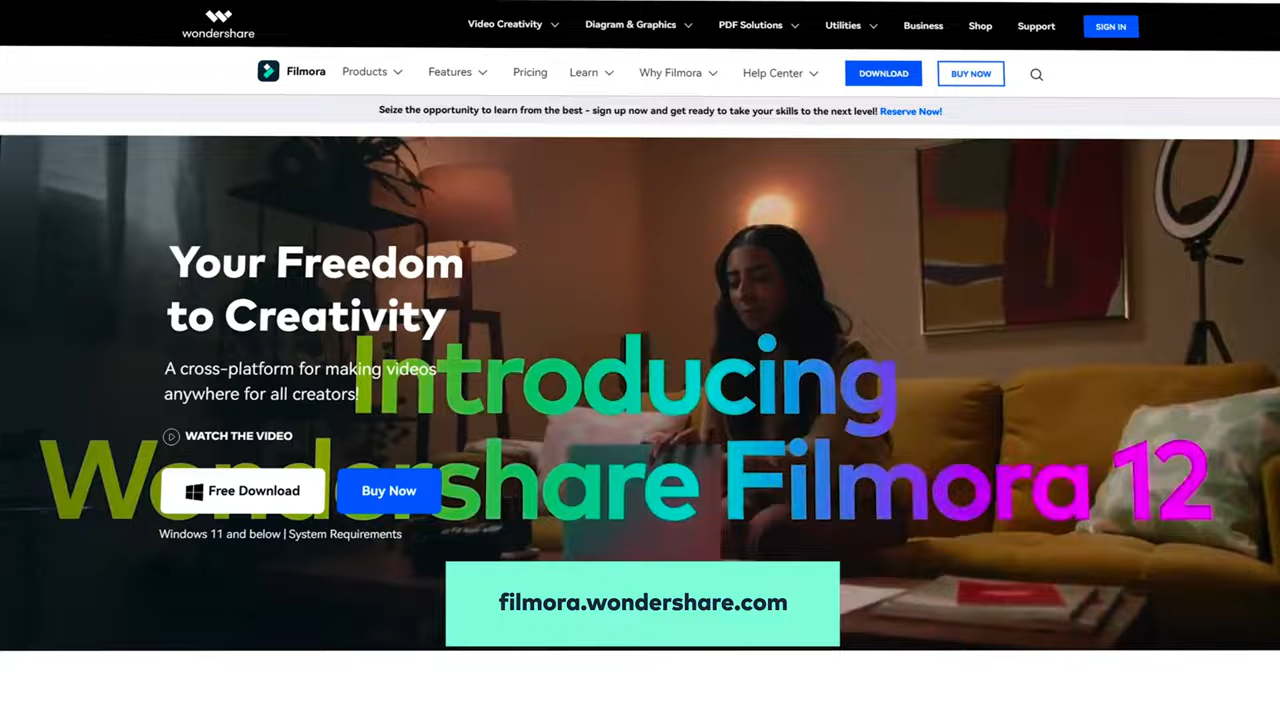 wondershare
Video Creativity
Diagram & Graphics
PDF Solutions
Utilities
Business
Shop
Support
SIGN IN
Filmora
Products
Features
Pricing
Learn
Why Filmora
Help Center
DOWNLOAD
BUY NOW
Seize the opportunity to learn from the best - sign up now and get ready to take your skills to the next level! Reserve Now!
Your Freedom
to Creativity
A cross-platform for making videos
anywhere for all creators!
WATCH THE VIDEO
Free Download
Buy Now
Windows 11 and below | System Requirements
Introducing
Wondershare Filmora 12
filmora.wondershare.com